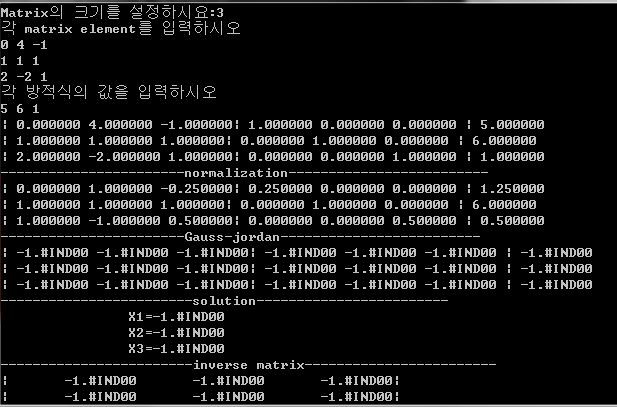 Matrix의 크기를 설정하시요:3
각 matrix element를 입력하시오
0 4 -1
1 1 1
2 -2 1
각 방적식의 값을 입력하시오
5 6 1
¦ 0.000000 4.000000 -1.000000¦ 1.000000 0.000000 0.000000 ¦ 5.000000
¦ 1.000000 1.000000 1.000000¦ 0.000000 1.000000 0.000000 ¦ 6.000000
¦ 2.000000 -2.000000 1.000000¦ 0.000000 0.000000 1.000000 ¦ 1.000000
-----------------------normalization-------------------------
¦ 0.000000 1.000000 -0.250000¦ 0.250000 0.000000 0.000000 ¦ 1.250000
¦ 1.000000 1.000000 1.000000¦ 0.000000 1.000000 0.000000 ¦ 6.000000
¦ 1.000000 -1.000000 0.500000¦ 0.000000 0.000000 0.500000 ¦ 0.500000
-----------------------Gauss-jordan-------------------------
¦ -1.#IND00 -1.#IND00 -1.#IND00¦ -1.#IND00 -1.#IND00 -1.#IND00 ¦ -1.#IND00
¦ -1.#IND00 -1.#IND00 -1.#IND00¦ -1.#IND00 -1.#IND00 -1.#IND00 ¦ -1.#IND00
¦ -1.#IND00 -1.#IND00 -1.#IND00¦ -1.#IND00 -1.#IND00 -1.#IND00 ¦ -1.#IND00
------------------------solution------------------------
X1=-1.#IND00
X2=-1.#IND00
X3=-1.#IND00
------------------------inverse matrix------------------------
¦ -1.#IND00 -1.#IND00 -1.#IND00¦
¦ -1.#IND00 -1.#IND00 -1.#IND00¦